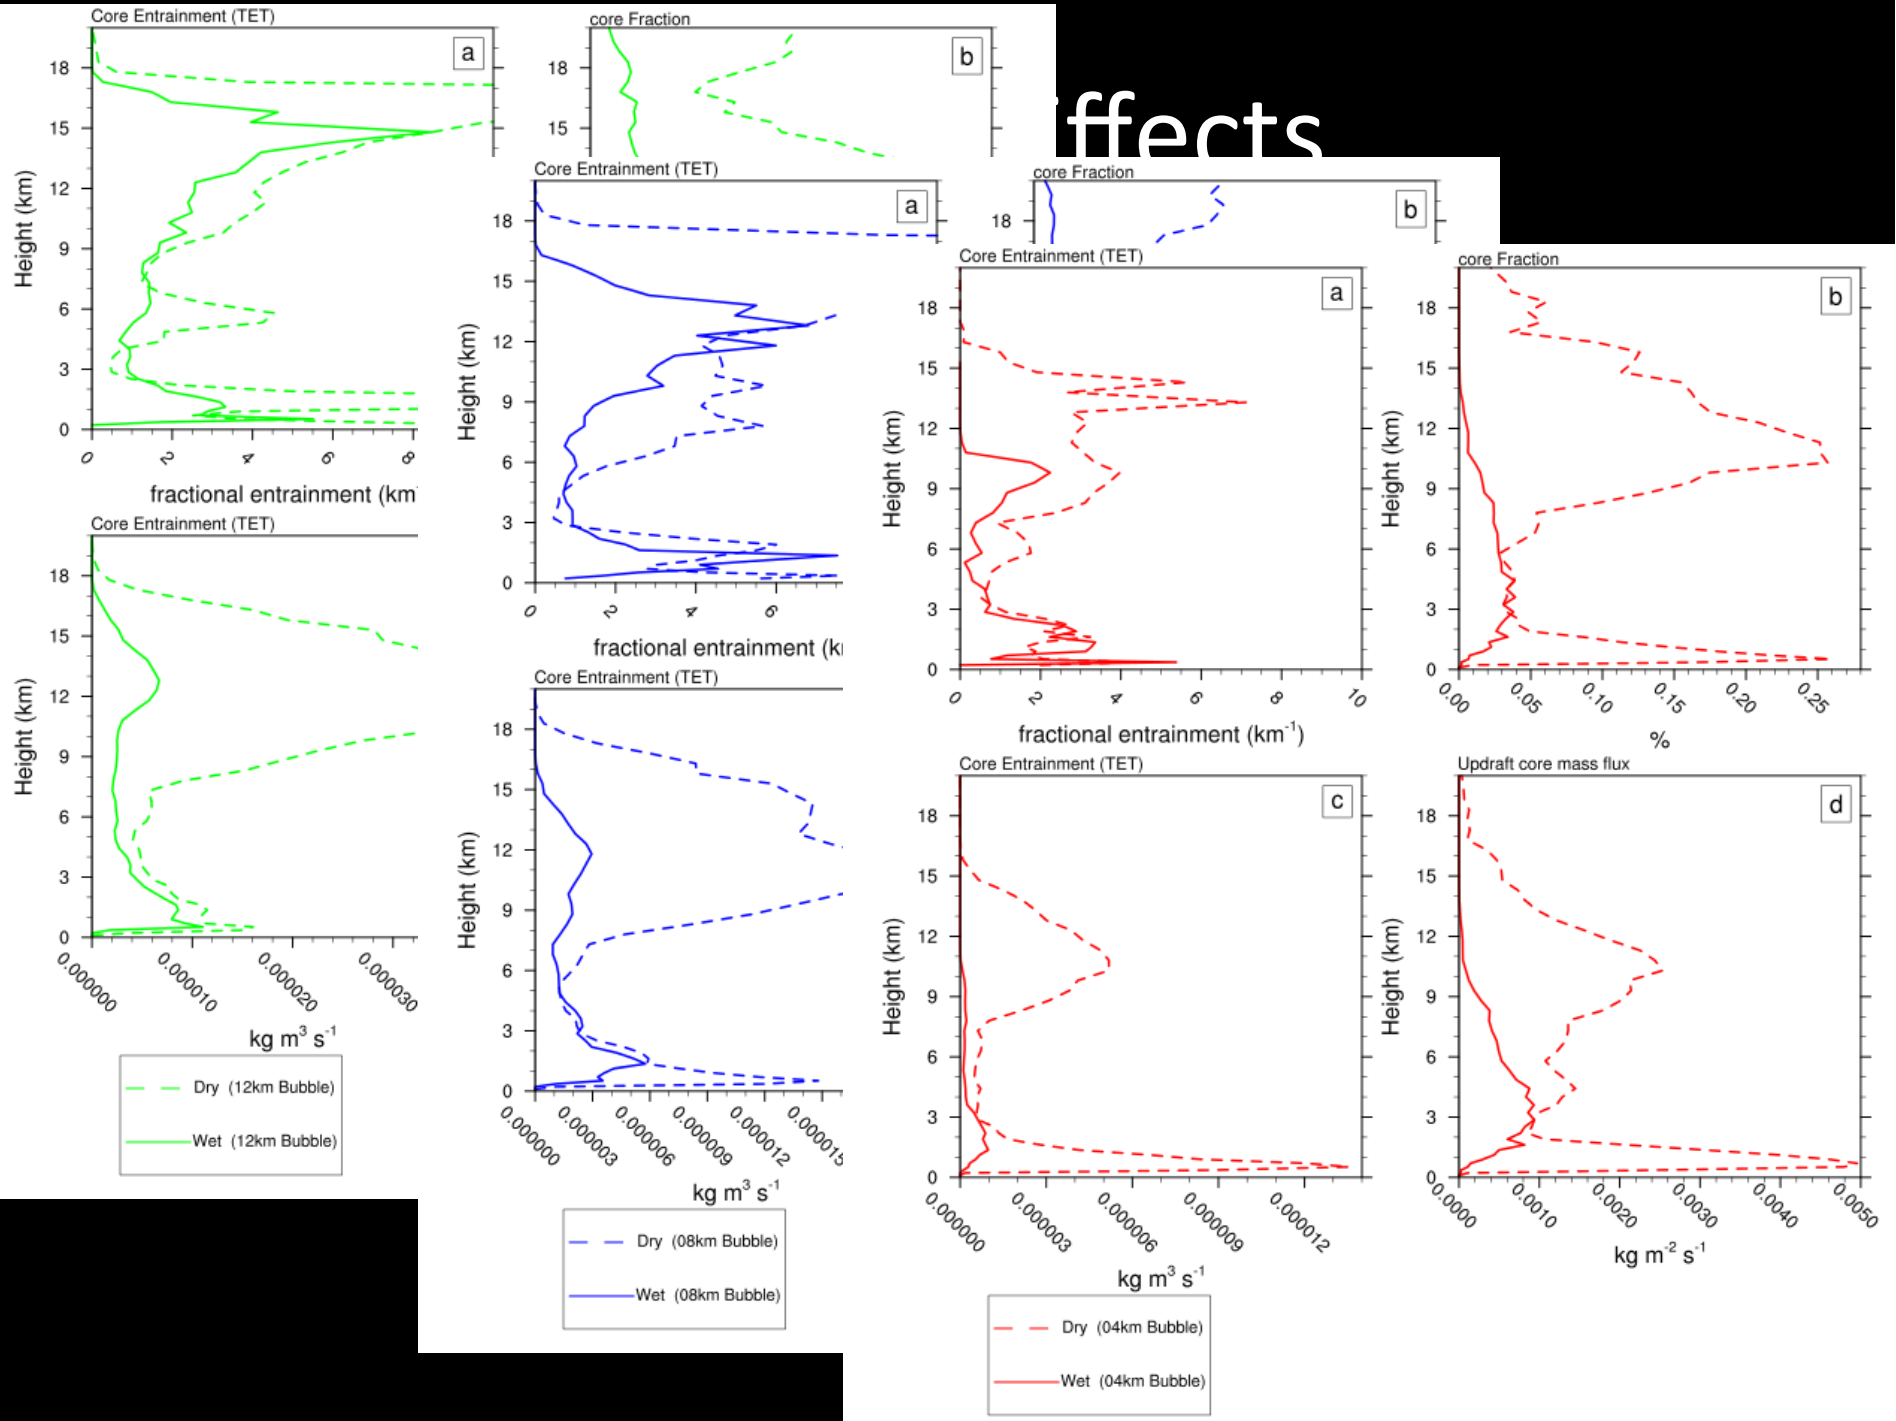 ffects
Core Entrainment (TET)
a
18
15
12
9
6
3
0
Height (km)
0
2
4
6
8
fractional entrainment (km
core Fraction
b
18
15
Core Entrainment (TET)
18
15
12
9
6
3
0
Height (km)
0.000000
0.000010
0.000020
0.000030
kg m³ s⁻¹
Dry (12km Bubble)
Wet (12km Bubble)
Core Entrainment (TET)
a
18
15
12
9
6
3
0
Height (km)
0
2
4
6
fractional entrainment (k
core Fraction
b
18
Core Entrainment (TET)
18
15
12
9
6
3
0
Height (km)
0.000000
0.000003
0.000006
0.000009
0.000012
0.000015
kg m³ s⁻¹
Dry (08km Bubble)
Wet (08km Bubble)
Core Entrainment (TET)
a
18
15
12
9
6
3
0
Height (km)
0
2
4
6
8
10
fractional entrainment (km⁻¹)
core Fraction
b
18
15
12
9
6
3
0
Height (km)
0.00
0.05
0.10
0.15
0.20
0.25
%
Core Entrainment (TET)
c
18
15
12
9
6
3
0
Height (km)
0.000000
0.000003
0.000006
0.000009
0.000012
kg m³ s⁻¹
Updraft core mass flux
d
18
15
12
9
6
3
0
Height (km)
0.0000
0.0010
0.0020
0.0030
0.0040
0.0050
kg m⁻² s⁻¹
Dry (04km Bubble)
Wet (04km Bubble)